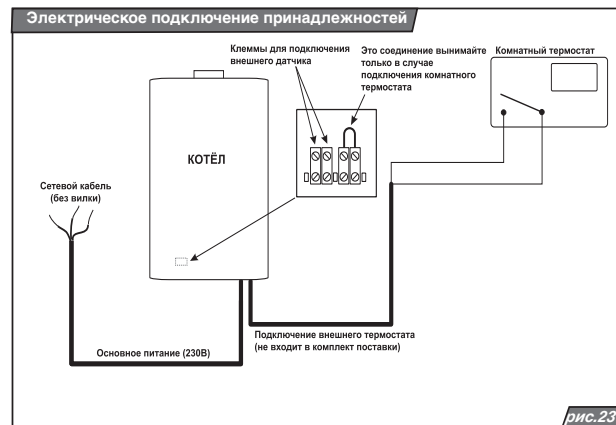 Электрическое подключение принадлежностей
Клеммы для подключения
внешнего датчика
Это соединение вынимайте
только в случае
подключения комнатного
термостата
Комнатный термостат
КОТЁЛ
Сетевой кабель
(без вилки)
Подключение внешнего термостата
(не входит в комплект поставки)
Основное питание (230В)
рис.23